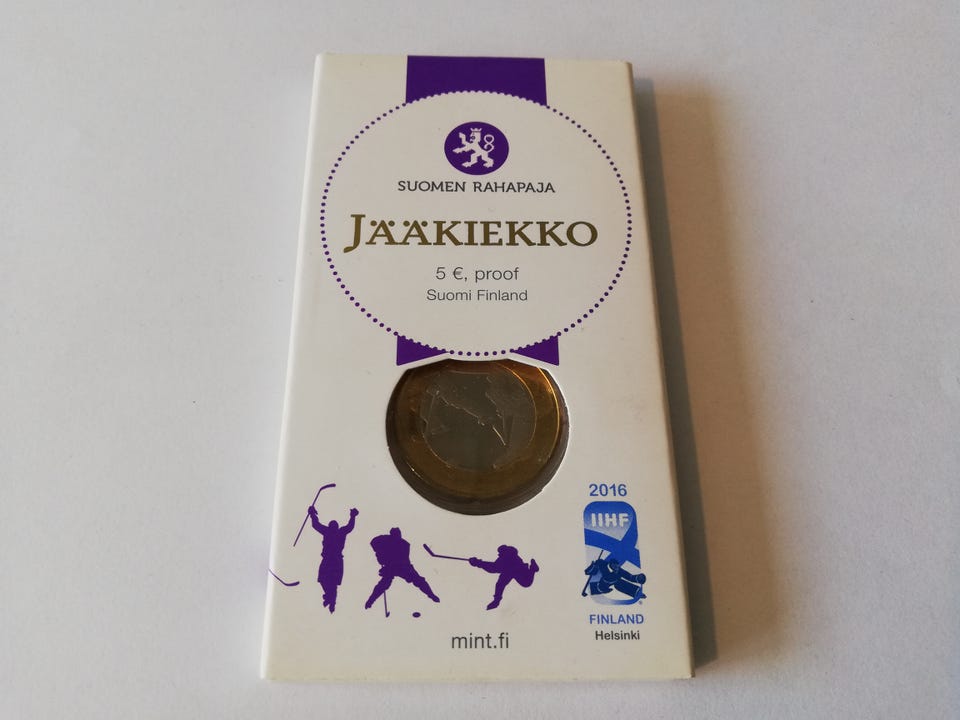 SUOMEN RAHAPAJA
JÄÄKIEKKO
5 €, proof
Suomi Finland
2016
IIHF
FINLAND
Helsinki
mint.fi